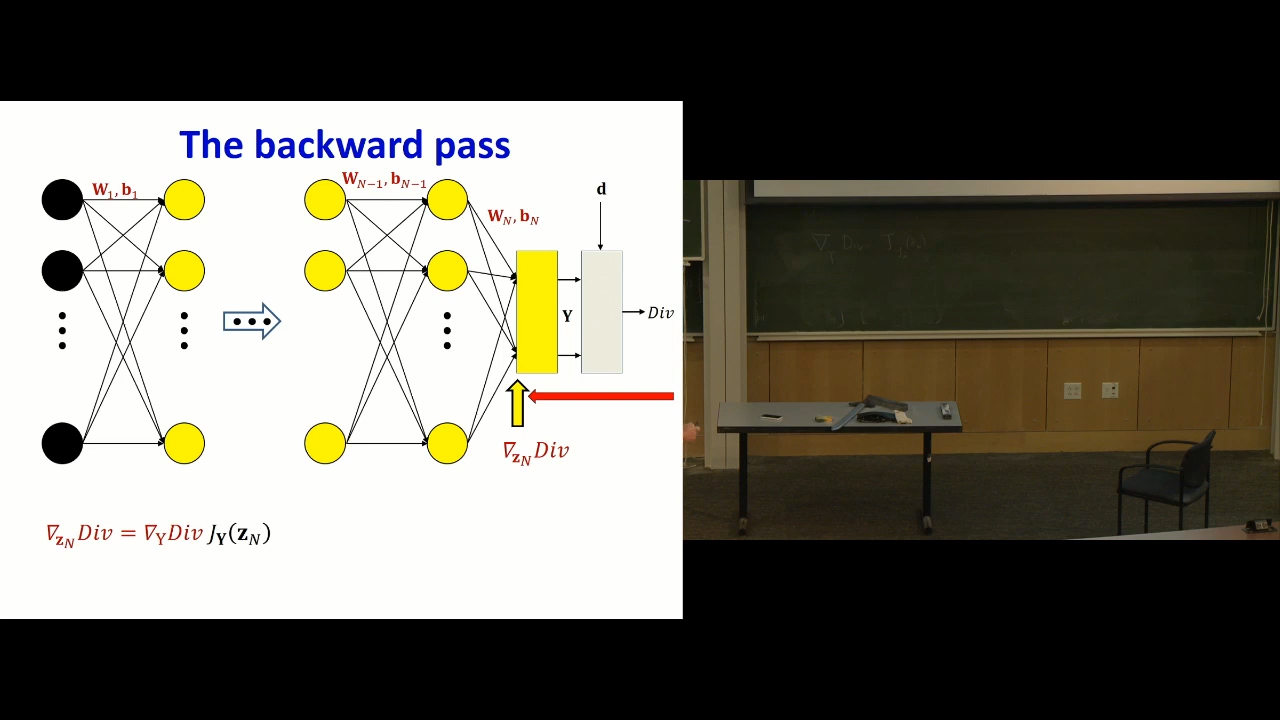 The backward pass
W₁, b₁
W_{N−1}, b_{N−1}
d
W_N, b_N
Y
Div
∇_{z_N}Div
∇_{z_N}Div = ∇_Y Div J_Y(z_N)